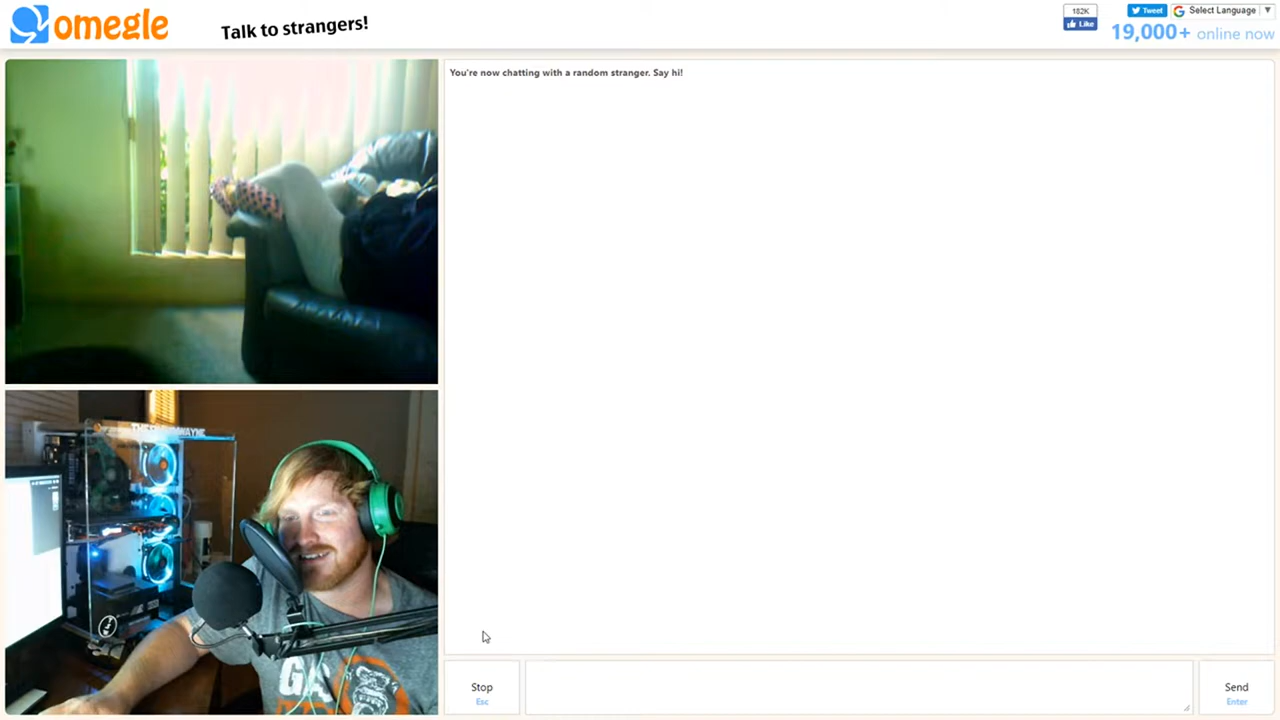 omegle
Talk to strangers!
182K
Like
Tweet
Select Language
19,000+ online now
You're now chatting with a random stranger. Say hi!
Stop
Esc
Send
Enter